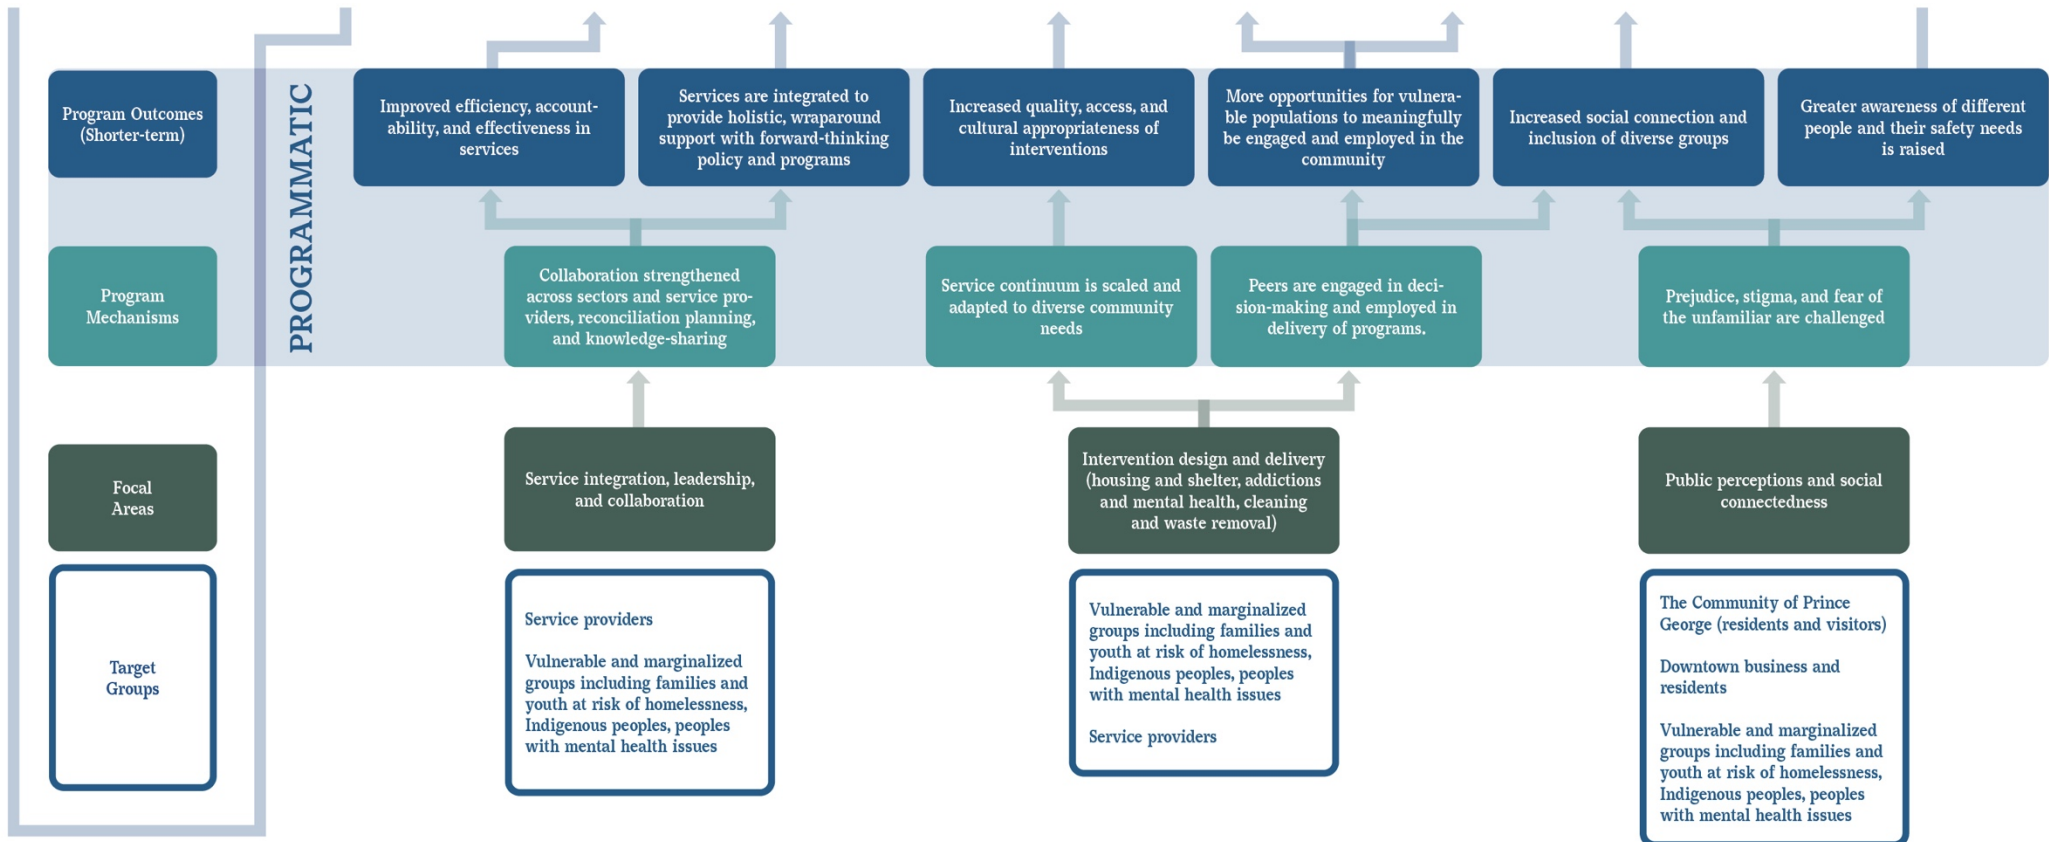 Program Outcomes
(Shorter-term)
PROGRAMMATIC
Improved efficiency, account-
ability, and effectiveness in
services
Services are integrated to
provide holistic, wraparound
support with forward-thinking
policy and programs
Increased quality, access, and
cultural appropriateness of
interventions
More opportunities for vulnera-
ble populations to meaningfully
be engaged and employed in the
community
Increased social connection and
inclusion of diverse groups
Greater awareness of different
people and their safety needs
is raised
Program
Mechanisms
Collaboration strengthened
across sectors and service pro-
viders, reconciliation planning,
and knowledge-sharing
Service continuum is scaled and
adapted to diverse community
needs
Peers are engaged in deci-
sion-making and employed in
delivery of programs.
Prejudice, stigma, and fear of
the unfamiliar are challenged
Focal
Areas
Service integration, leadership,
and collaboration
Intervention design and delivery
(housing and shelter, addictions
and mental health, cleaning
and waste removal)
Public perceptions and social
connectedness
Target
Groups
Service providers
Vulnerable and marginalized
groups including families and
youth at risk of homelessness,
Indigenous peoples, peoples
with mental health issues
Vulnerable and marginalized
groups including families and
youth at risk of homelessness,
Indigenous peoples, peoples
with mental health issues
Service providers
The Community of Prince
George (residents and visitors)
Downtown business and
residents
Vulnerable and marginalized
groups including families and
youth at risk of homelessness,
Indigenous peoples, peoples
with mental health issues